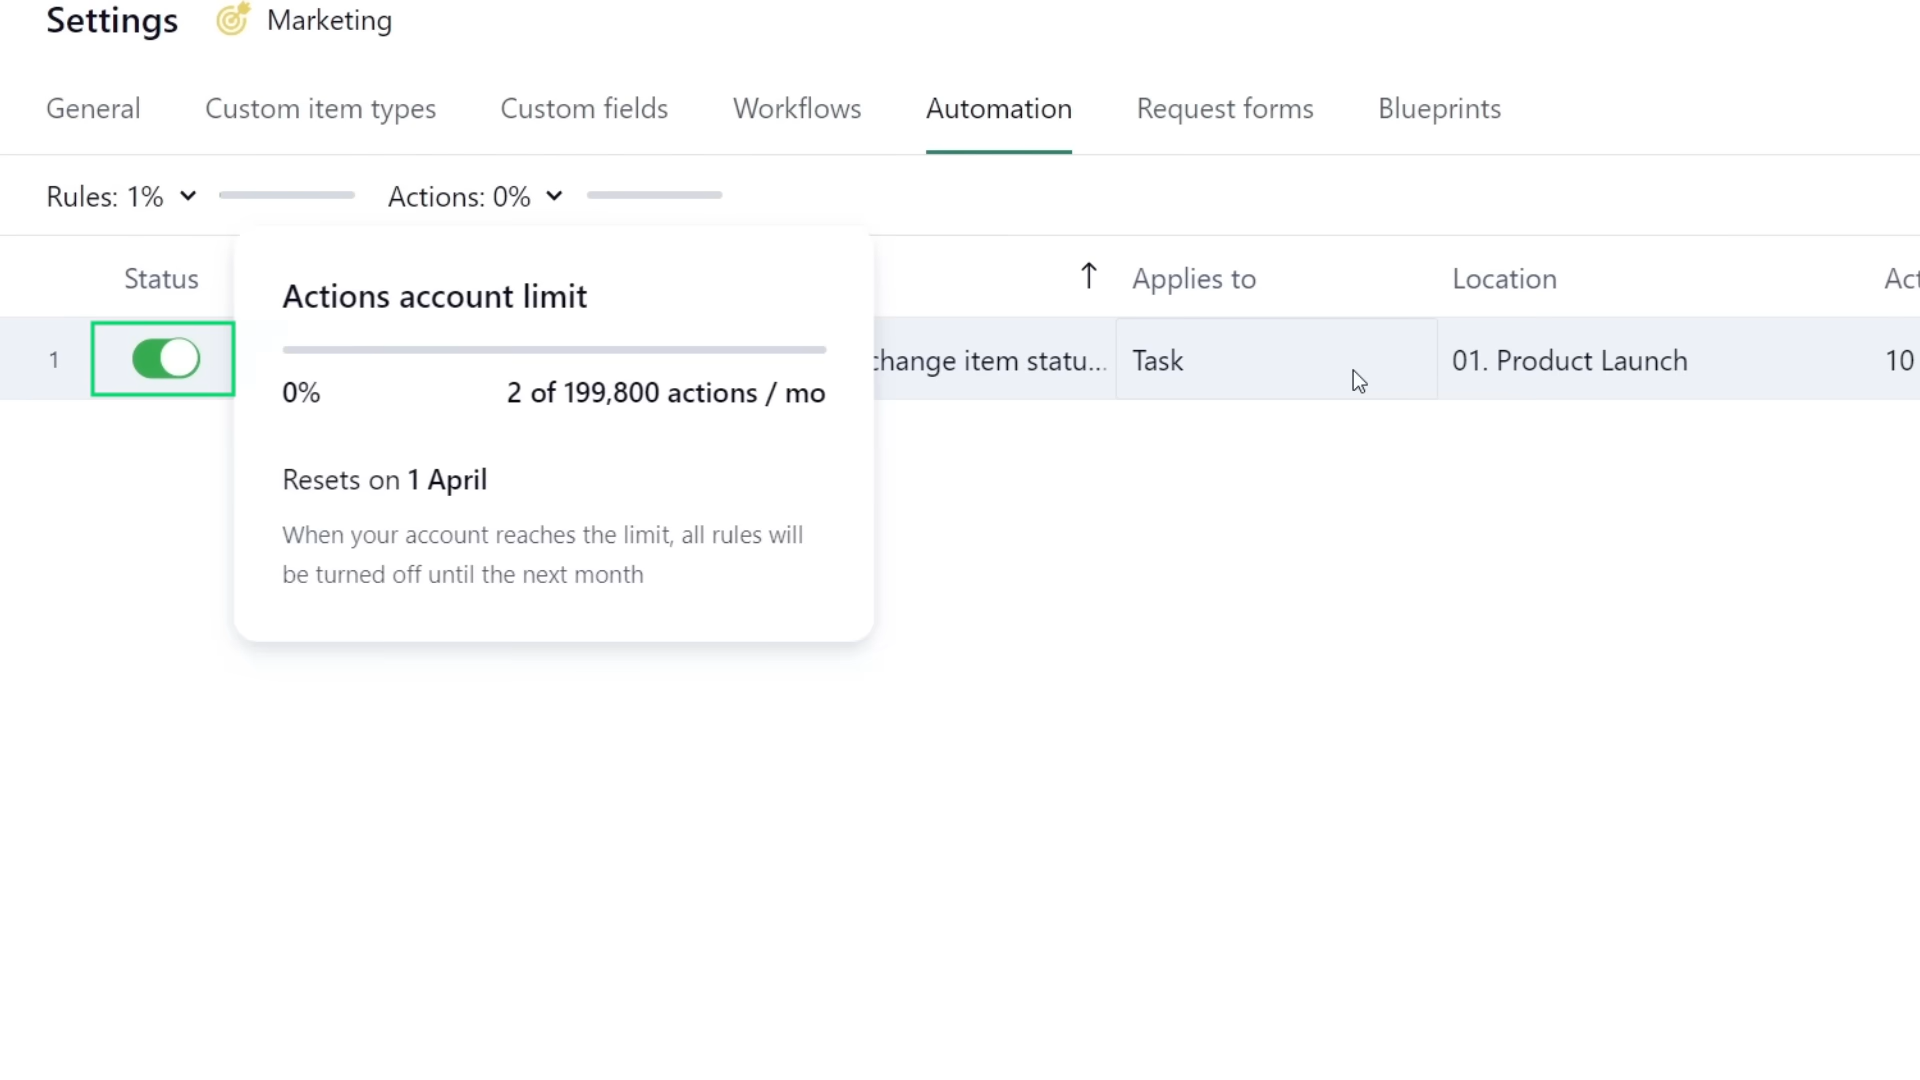 Settings Marketing
General Custom item types Custom fields Workflows Automation Request forms Blueprints
Rules: 1% Actions: 0%
Status Applies to Location Act
Actions account limit
1 change item statu... Task 01. Product Launch 10
0% 2 of 199,800 actions / mo
Resets on 1 April
When your account reaches the limit, all rules will
be turned off until the next month